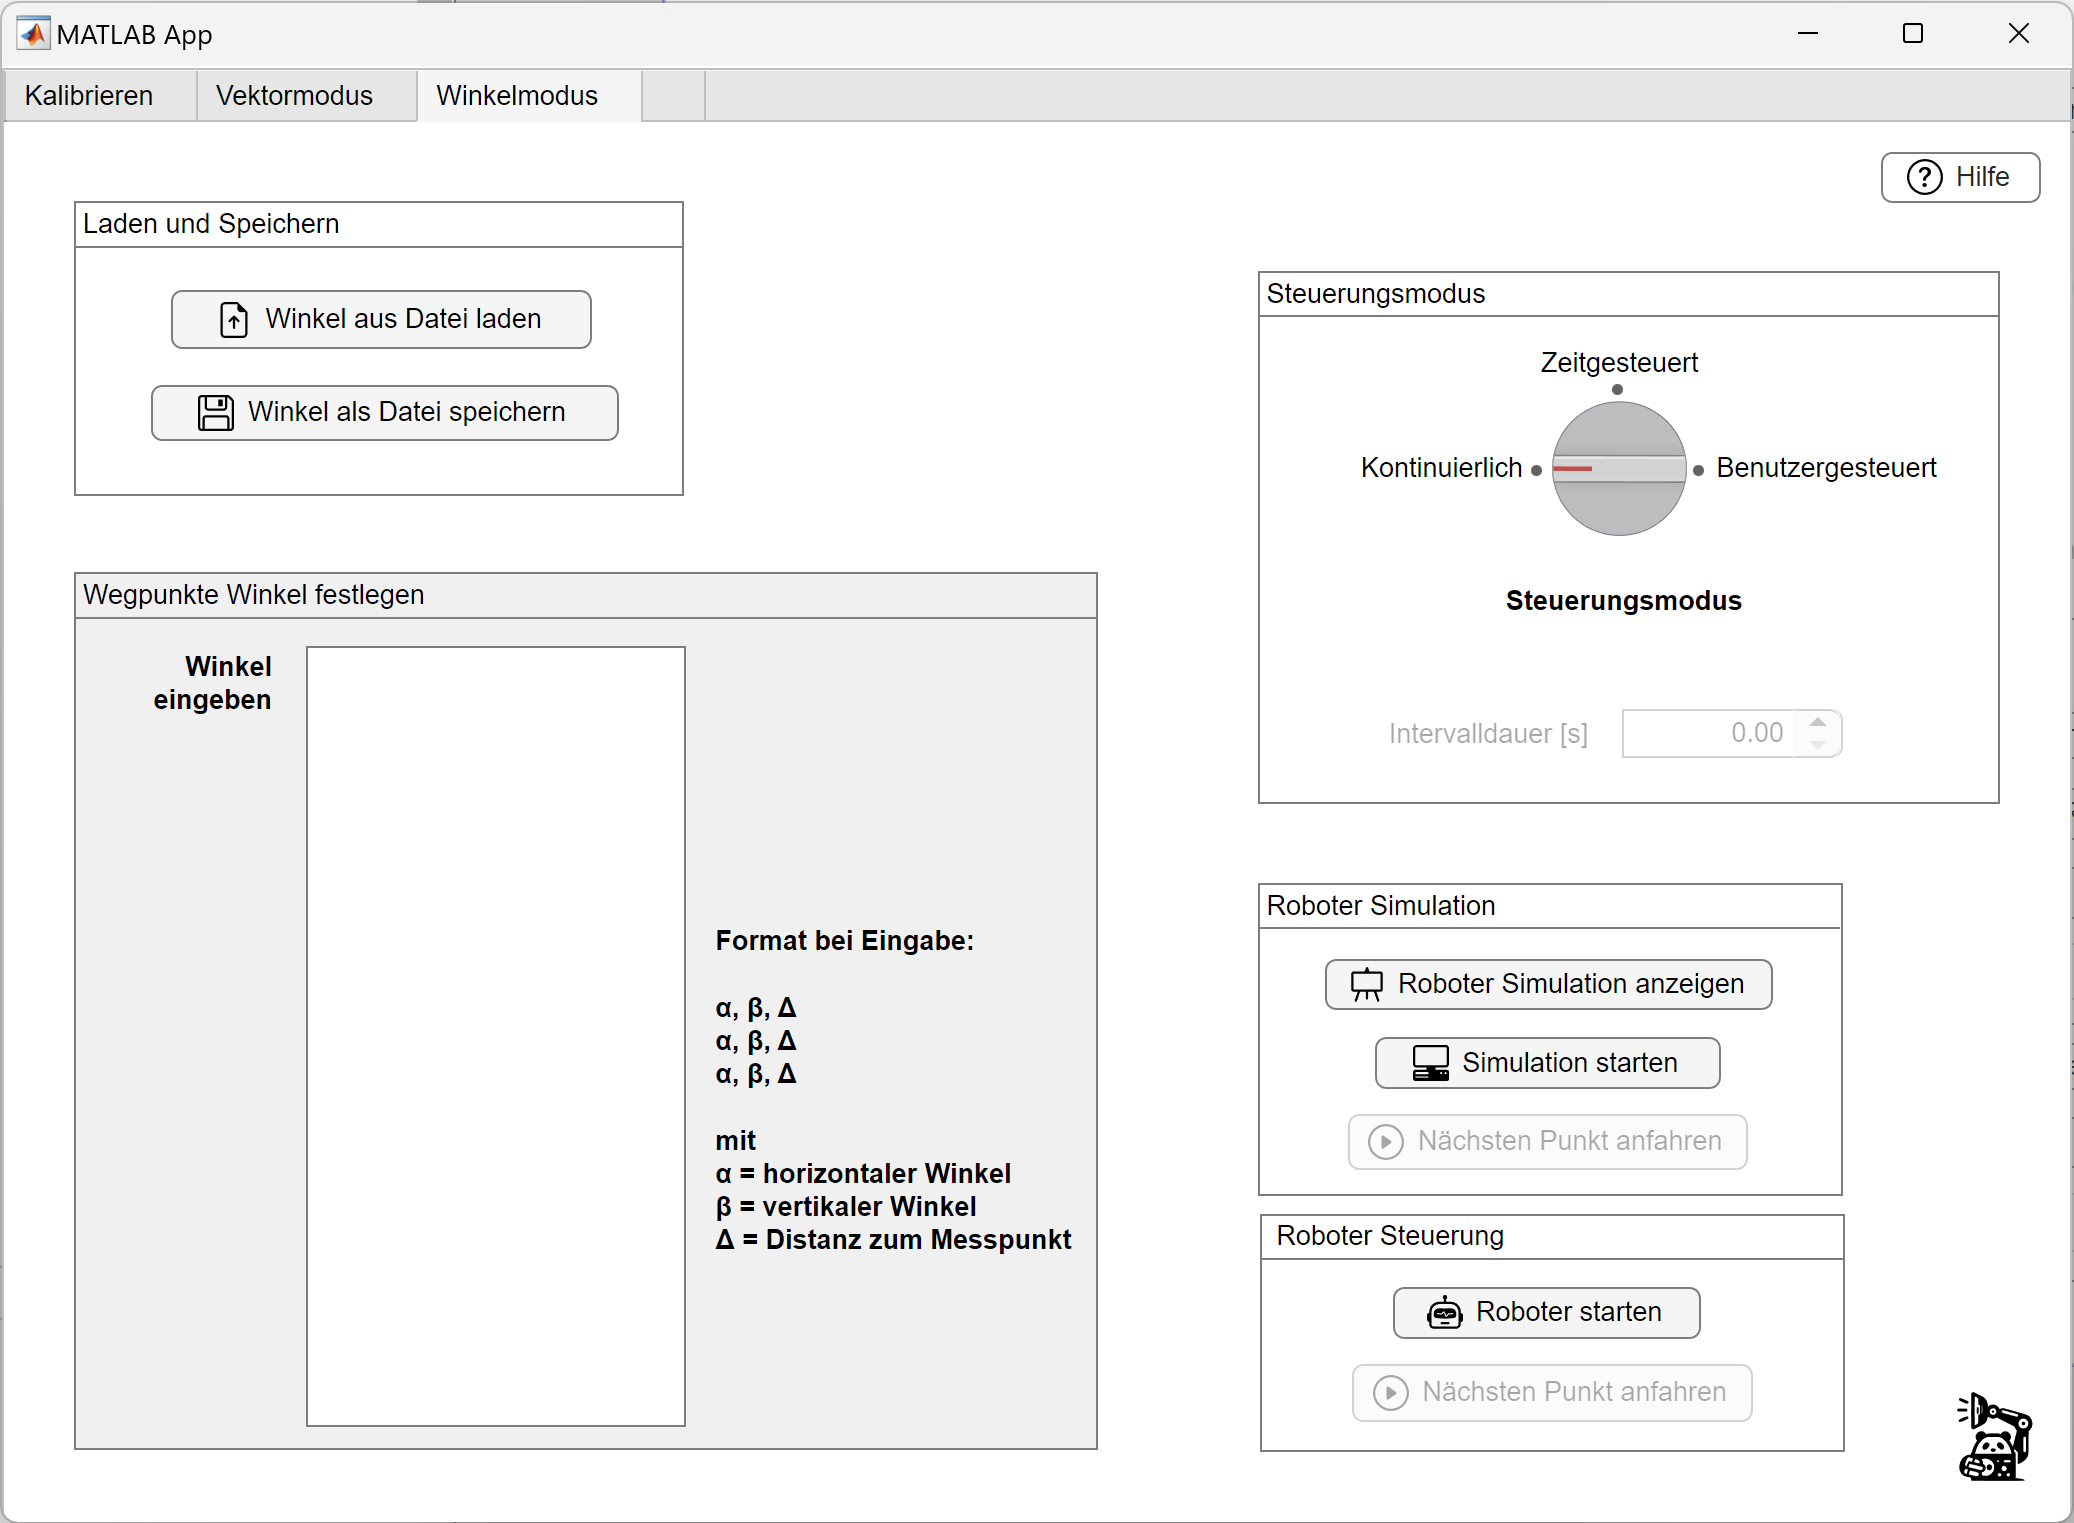 MATLAB App
Kalibrieren
Vektormodus
Winkelmodus
Hilfe
Laden und Speichern
Winkel aus Datei laden
Winkel als Datei speichern
Steuerungsmodus
Zeitgesteuert
Kontinuierlich
Benutzergesteuert
Steuerungsmodus
Intervalldauer [s]
0.00
Wegpunkte Winkel festlegen
Winkel
eingeben
Format bei Eingabe:
α, β, Δ
α, β, Δ
α, β, Δ
mit
α = horizontaler Winkel
β = vertikaler Winkel
Δ = Distanz zum Messpunkt
Roboter Simulation
Roboter Simulation anzeigen
Simulation starten
Nächsten Punkt anfahren
Roboter Steuerung
Roboter starten
Nächsten Punkt anfahren